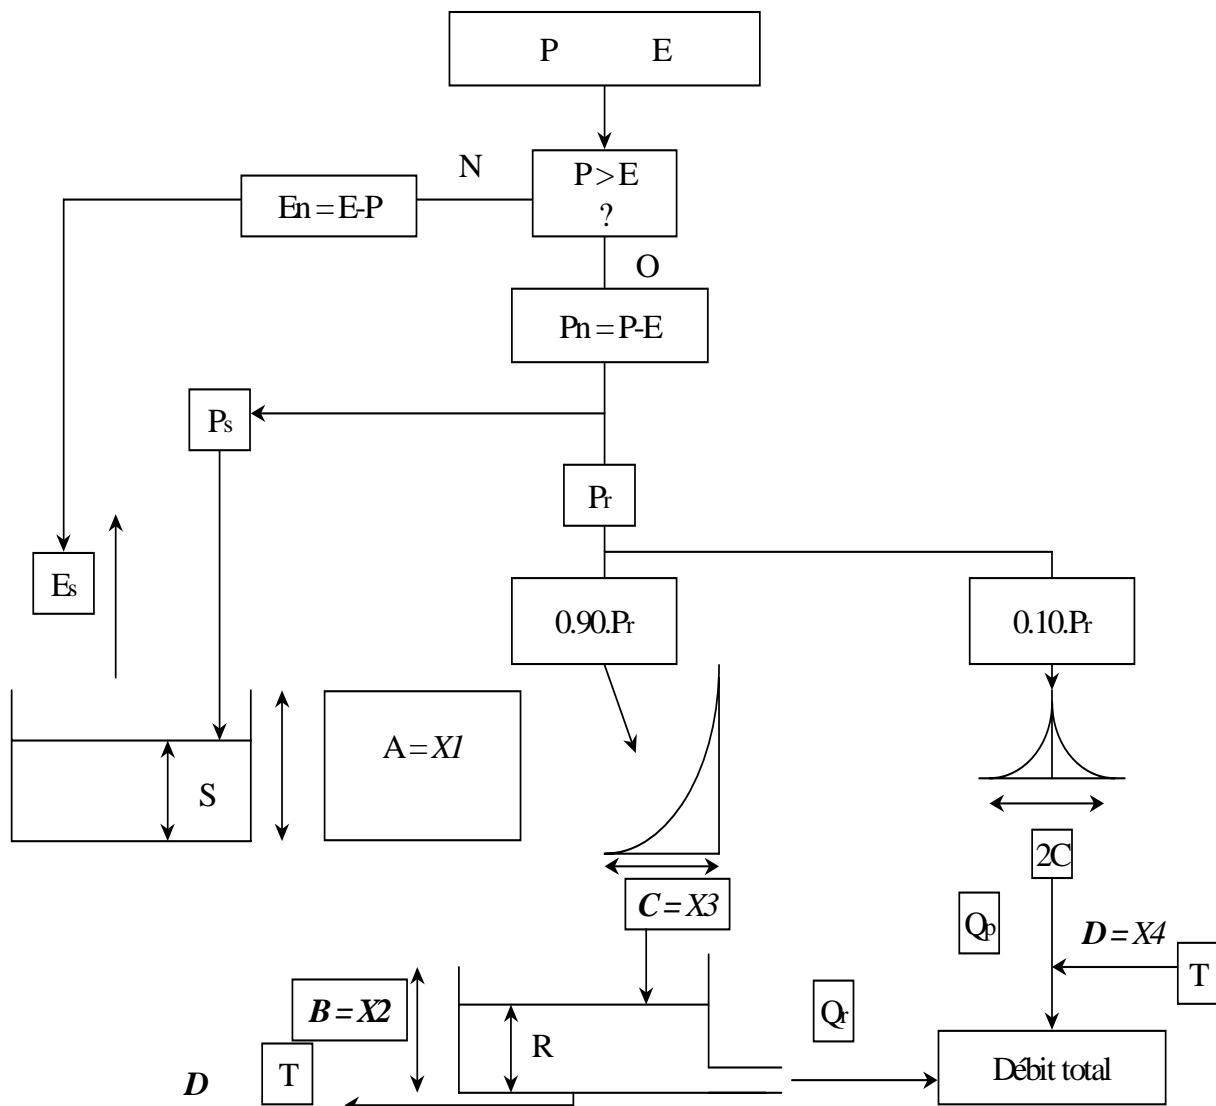 P E
N
P > E
?
En = E-P
O
Pn = P-E
Ps
Pr
Es
0.90.Pr
0.10.Pr
A = X1
S
2C
C = X3
Qp
D = X4
T
B = X2
Qr
R
T
D
Débit total